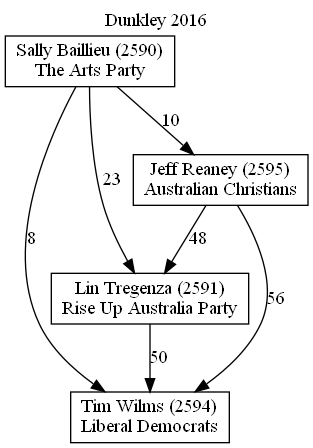 Dunkley 2016
Sally Baillieu (2590)
The Arts Party
10
Jeff Reaney (2595)
Australian Christians
23
8
48
Lin Tregenza (2591)
Rise Up Australia Party
56
50
Tim Wilms (2594)
Liberal Democrats